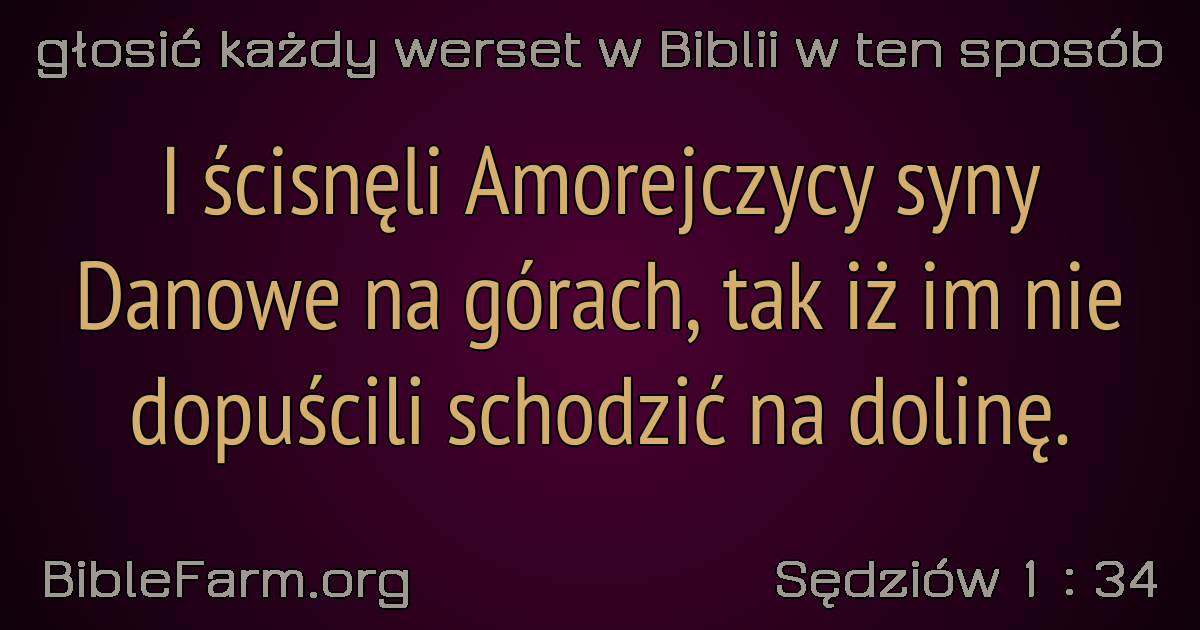 głosić każdy werset w Biblii w ten sposób
I ścisnęli Amorejczycy syny
Danowe na górach, tak iż im nie
dopuścili schodzić na dolinę.
BibleFarm.org
Sędziów 1 : 34